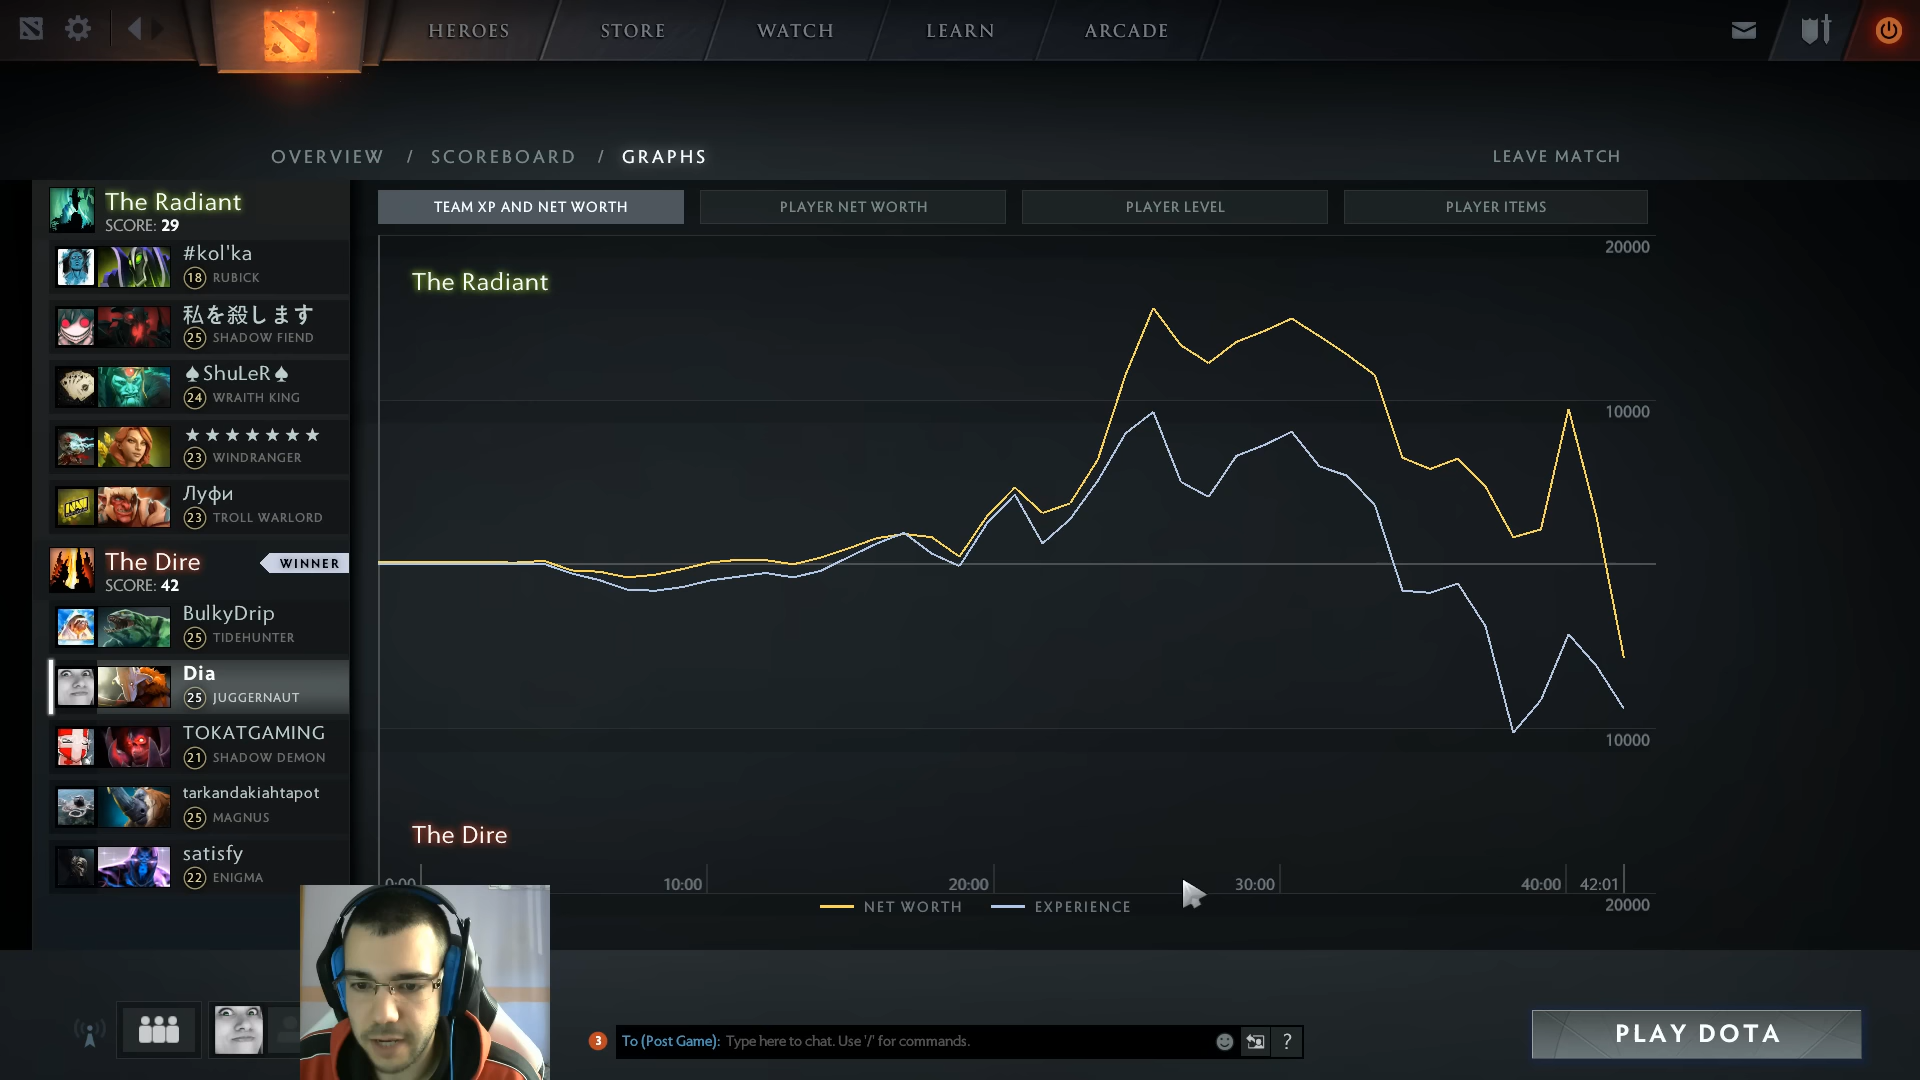 HEROES
STORE
WATCH
LEARN
ARCADE
OVERVIEW / SCOREBOARD / GRAPHS
LEAVE MATCH
The Radiant
SCORE: 29
#kol'ka
18 RUBICK
私を殺します
25 SHADOW FIEND
♠ShuLeR♠
24 WRAITH KING
★★★★★★★
23 WINDRANGER
Луфи
23 TROLL WARLORD
The Dire
WINNER
SCORE: 42
BulkyDrip
25 TIDEHUNTER
Dia
25 JUGGERNAUT
TOKATGAMING
21 SHADOW DEMON
tarkandakiahtapot
25 MAGNUS
satisfy
22 ENIGMA
TEAM XP AND NET WORTH
PLAYER NET WORTH
PLAYER LEVEL
PLAYER ITEMS
20000
The Radiant
10000
10000
The Dire
0:00
10:00
20:00
30:00
40:00
42:01
NET WORTH
EXPERIENCE
20000
3
To (Post Game): Type here to chat. Use '/' for commands.
?
PLAY DOTA